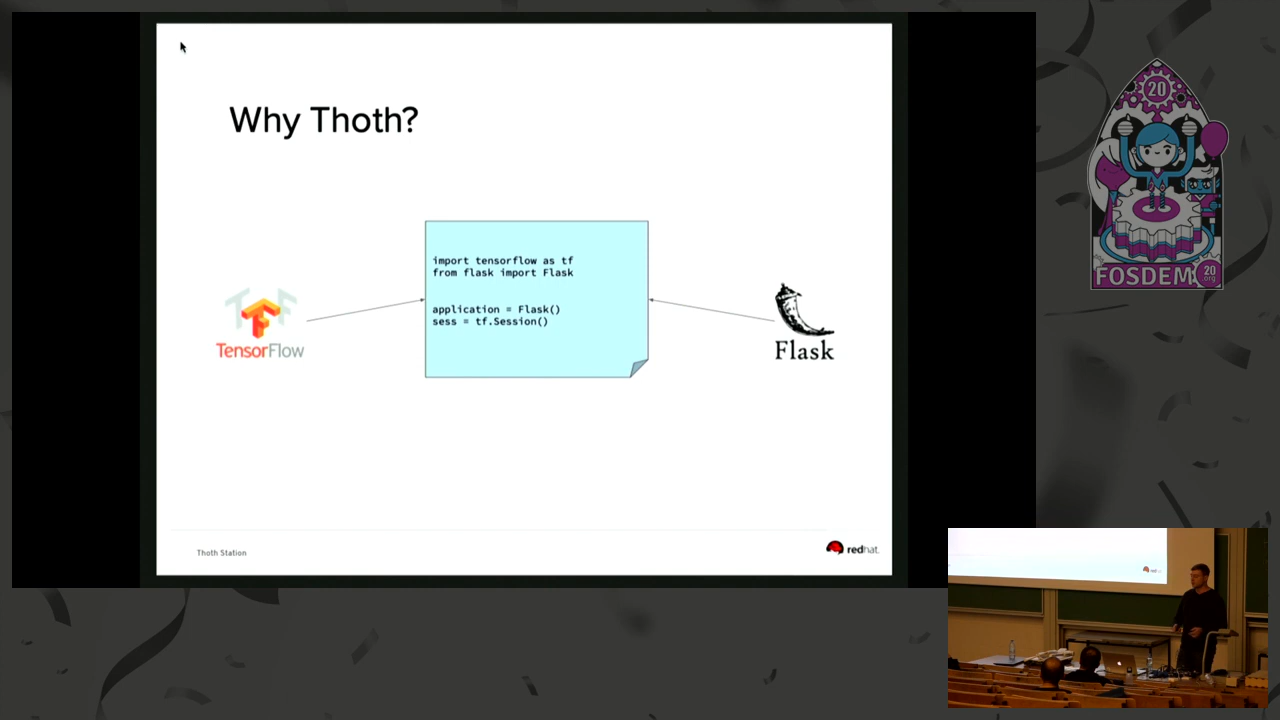 Why Thoth?
import tensorflow as tf
from flask import Flask
application = Flask()
sess = tf.Session()
TensorFlow
Flask
Thoth Station
redhat.
20
FOSDEM
20
.org